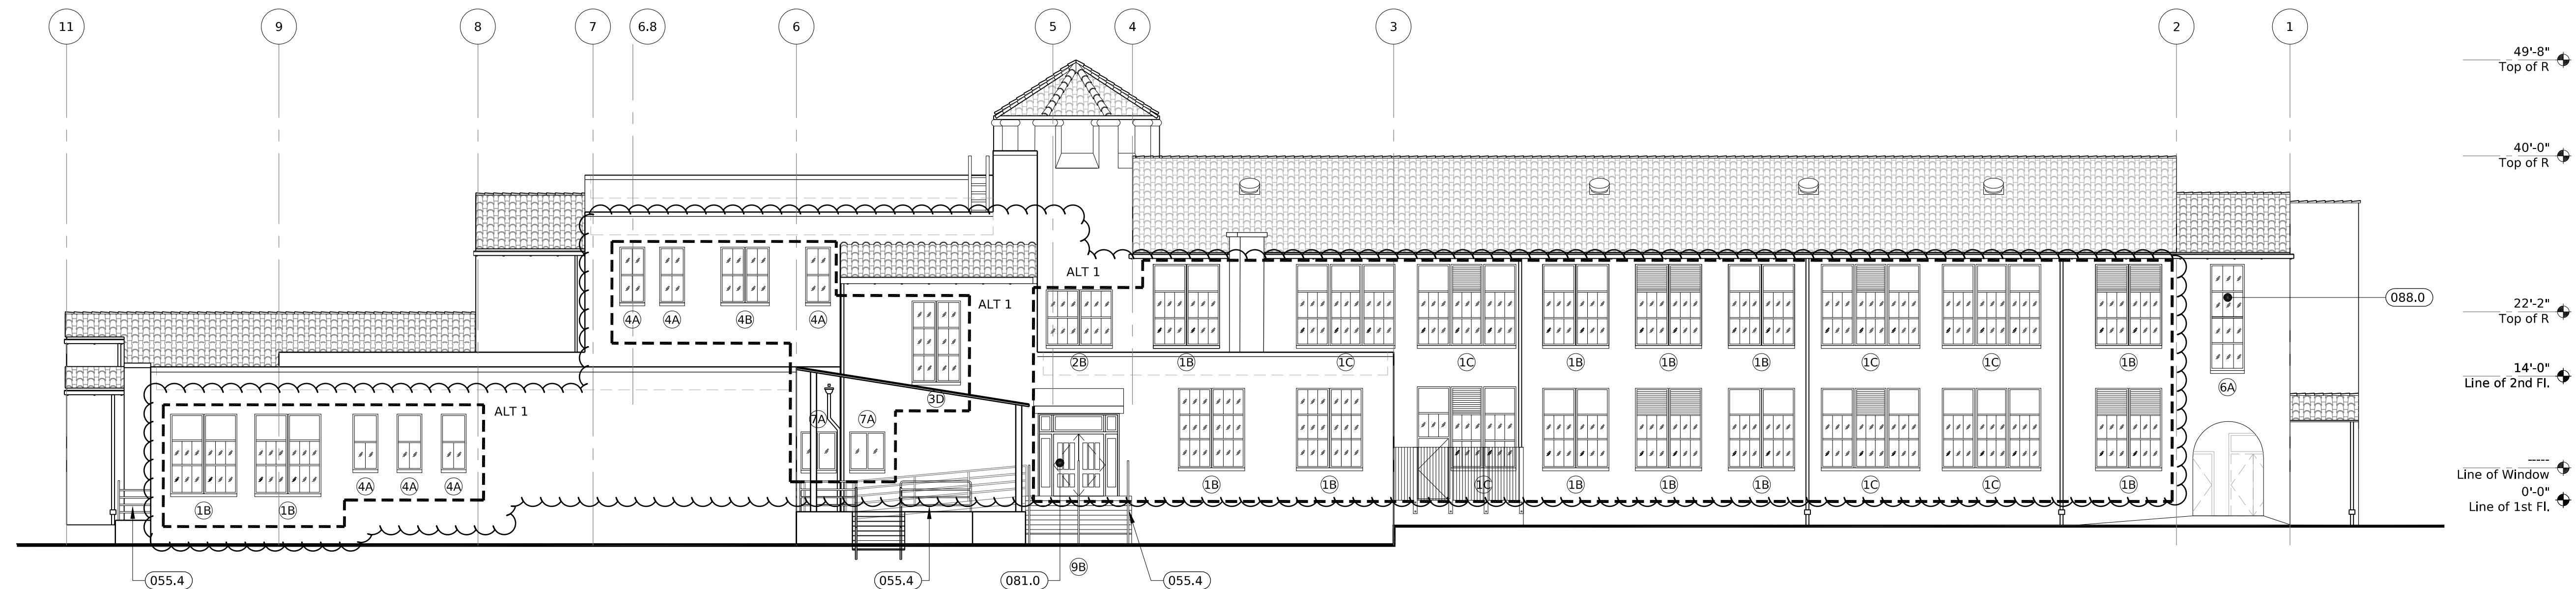 11 9 8 7 6.8 6 5 4 3 2 1
49'-8"
Top of R
40'-0"
Top of R
ALT 1
ALT 1
088.0
22'-2"
Top of R
4A 4A 4B 4A
2B 1B 1C 1C 1B 1B 1B 1C 1C 1B
14'-0"
Line of 2nd Fl.
6A
3D
ALT 1
7A 7A
-----
Line of Window
4A 4A 4A
1B 1B 1C 1B 1B 1B 1C 1C 1B
0'-0"
Line of 1st Fl.
1B 1B
9B
055.4 055.4 081.0 055.4